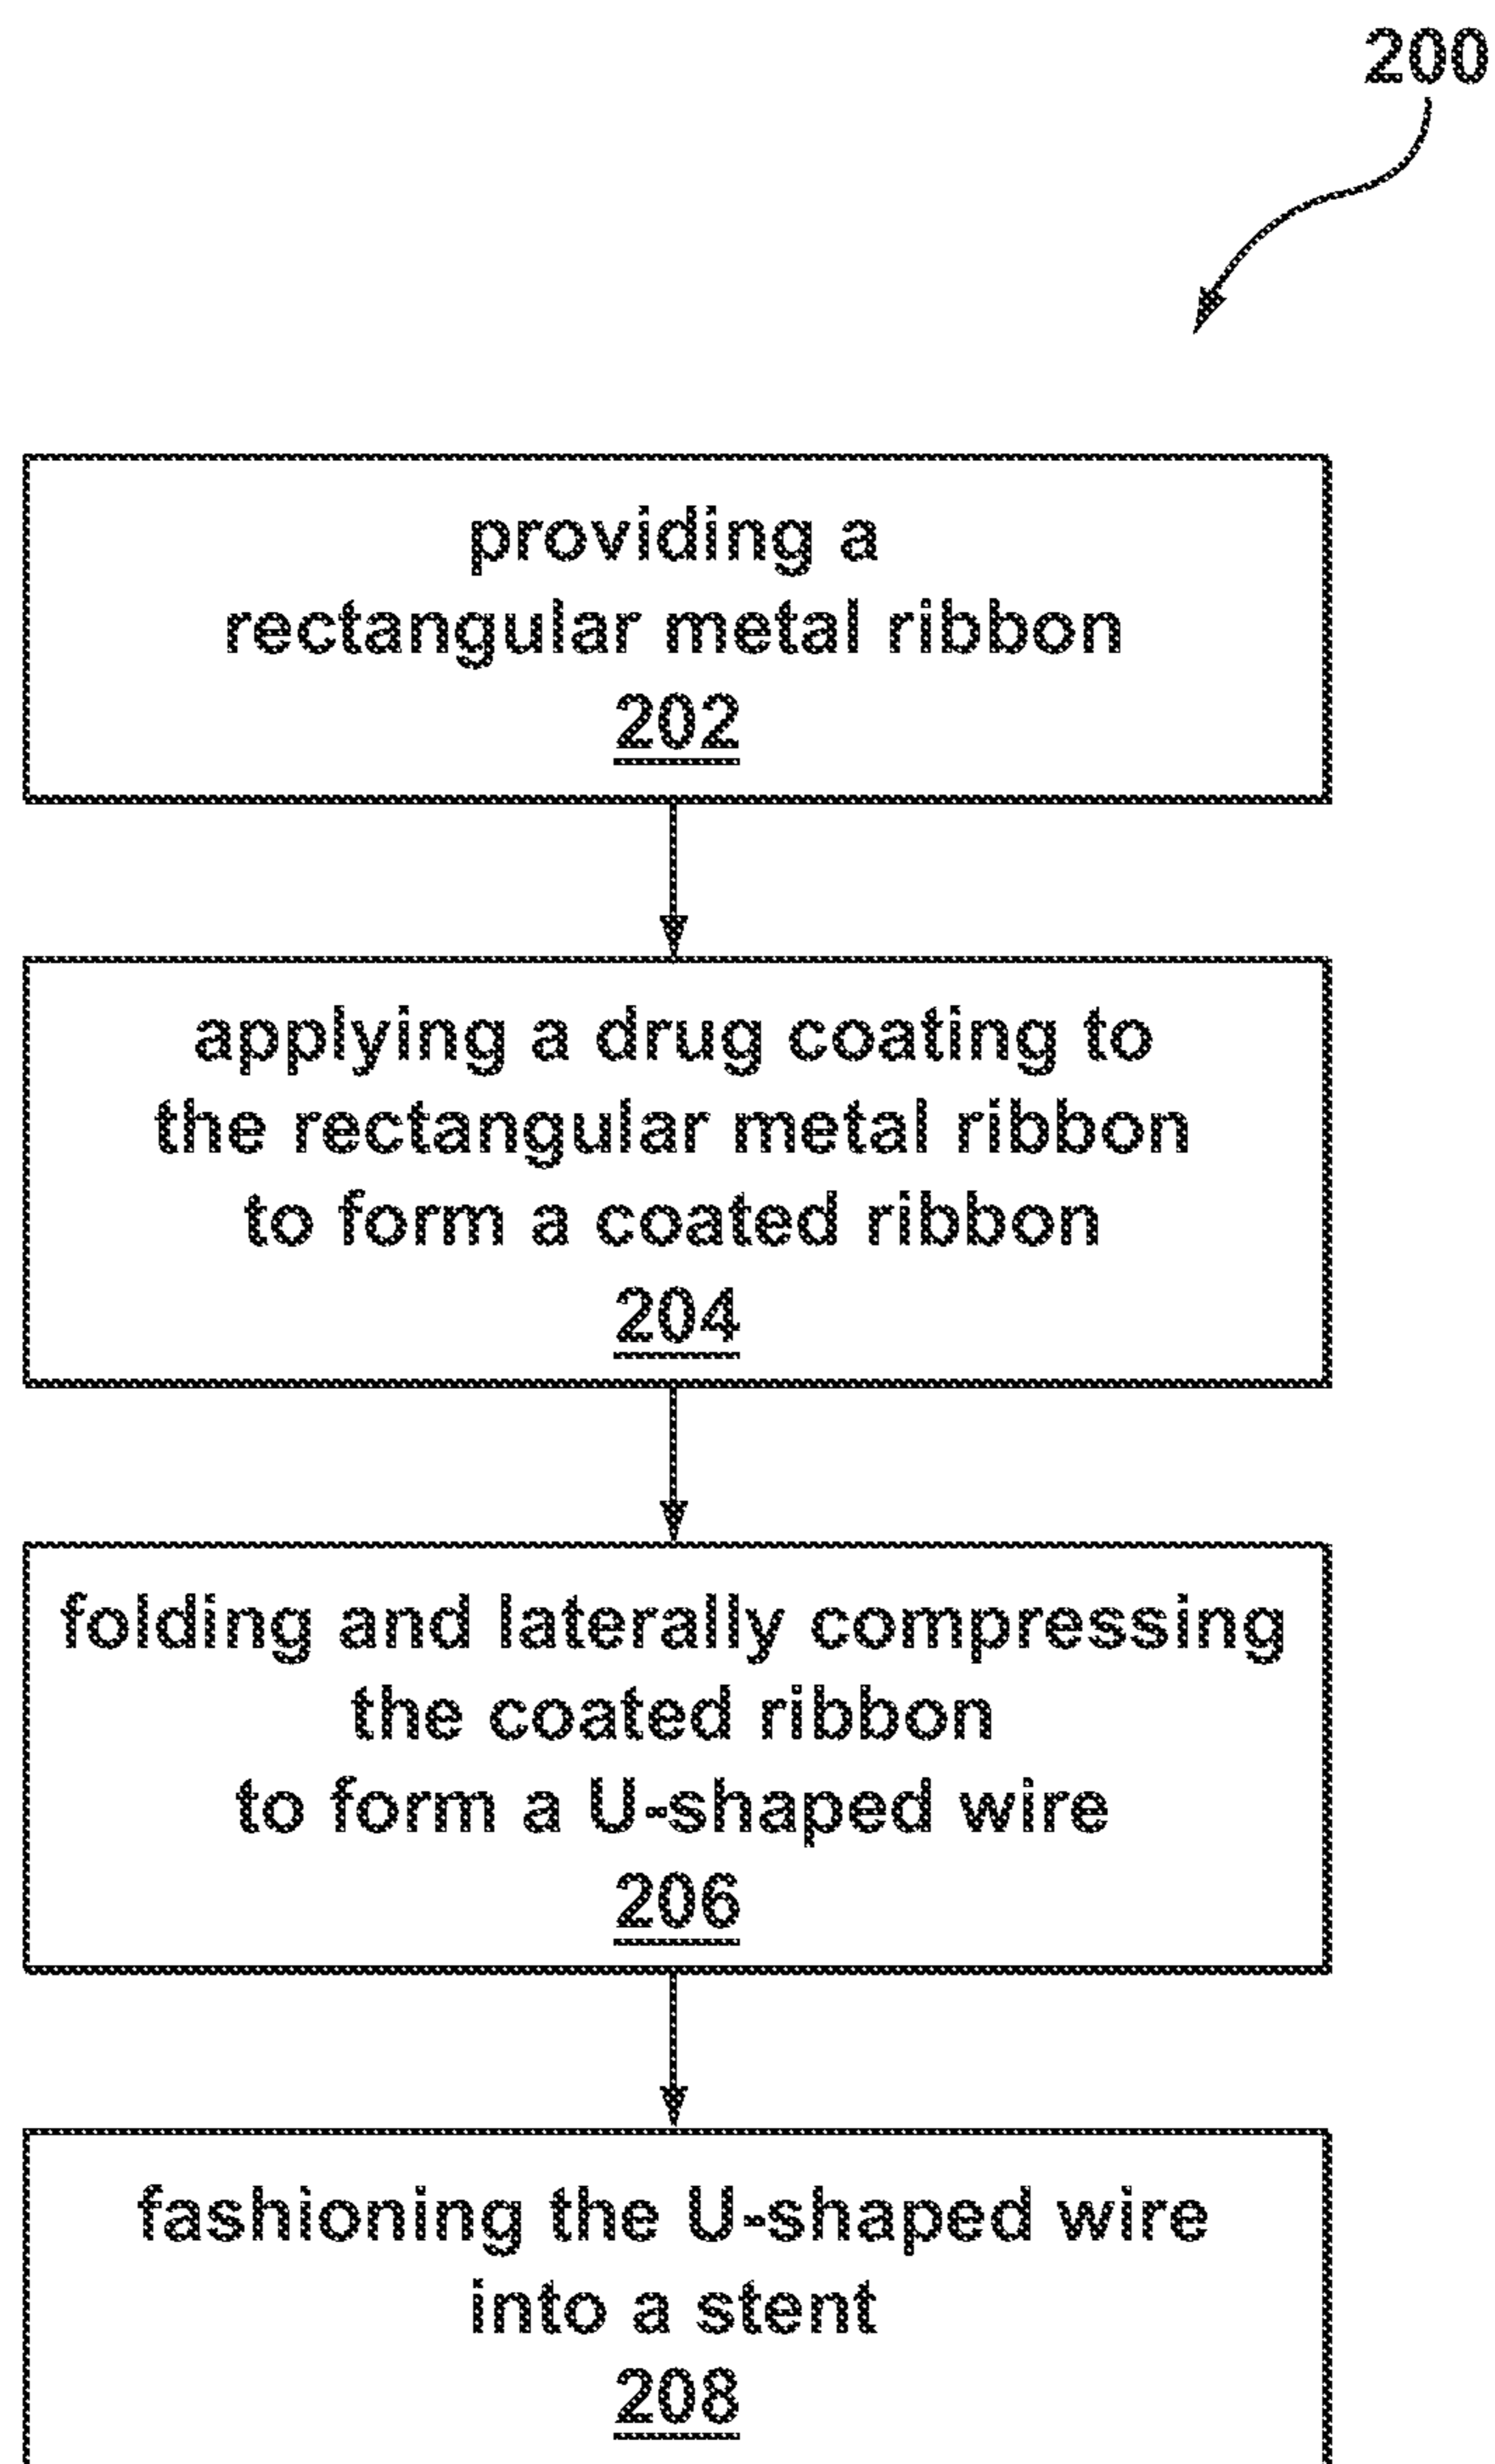 200
providing a
rectangular metal ribbon
202
applying a drug coating to
the rectangular metal ribbon
to form a coated ribbon
204
folding and laterally compressing
the coated ribbon
to form a U-shaped wire
206
fashioning the U-shaped wire
into a stent
208